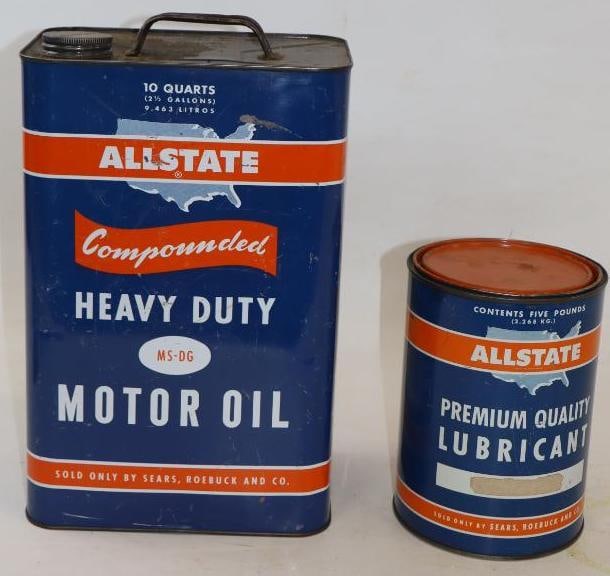 10 QUARTS
(2½ GALLONS)
9.463 LITROS
ALLSTATE
®
Compounded
HEAVY DUTY
MS-DG
MOTOR OIL
SOLD ONLY BY SEARS, ROEBUCK AND CO.
CONTENTS FIVE POUNDS
(2.268 KG.)
ALLSTATE
PREMIUM QUALITY
LUBRICANT
SOLD ONLY BY SEARS, ROEBUCK AND CO.